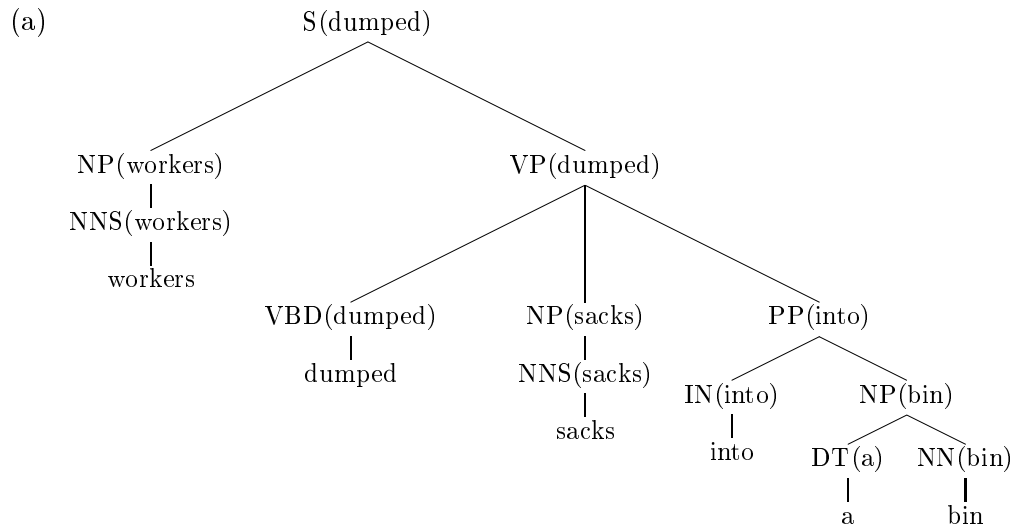 (a) S(dumped)
NP(workers) VP(dumped)
NNS(workers)
workers
VBD(dumped) NP(sacks) PP(into)
dumped NNS(sacks)
IN(into) NP(bin)
sacks
into
DT(a) NN(bin)
a bin